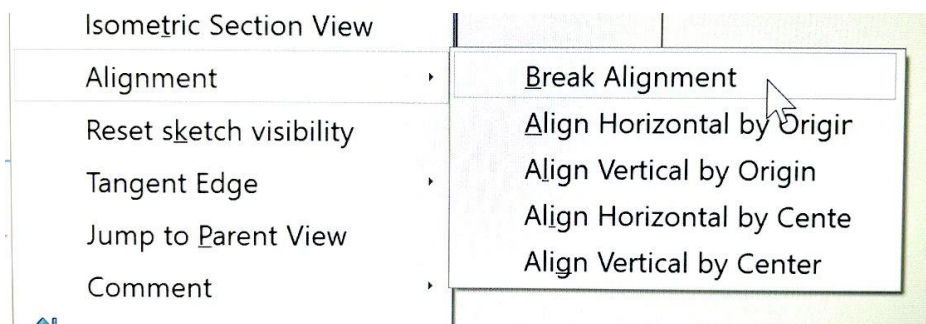 Isometric Section View
Alignment
Reset sketch visibility
Tangent Edge
Jump to Parent View
Comment
Break Alignment
Align Horizontal by Origir
Align Vertical by Origin
Align Horizontal by Cente
Align Vertical by Center